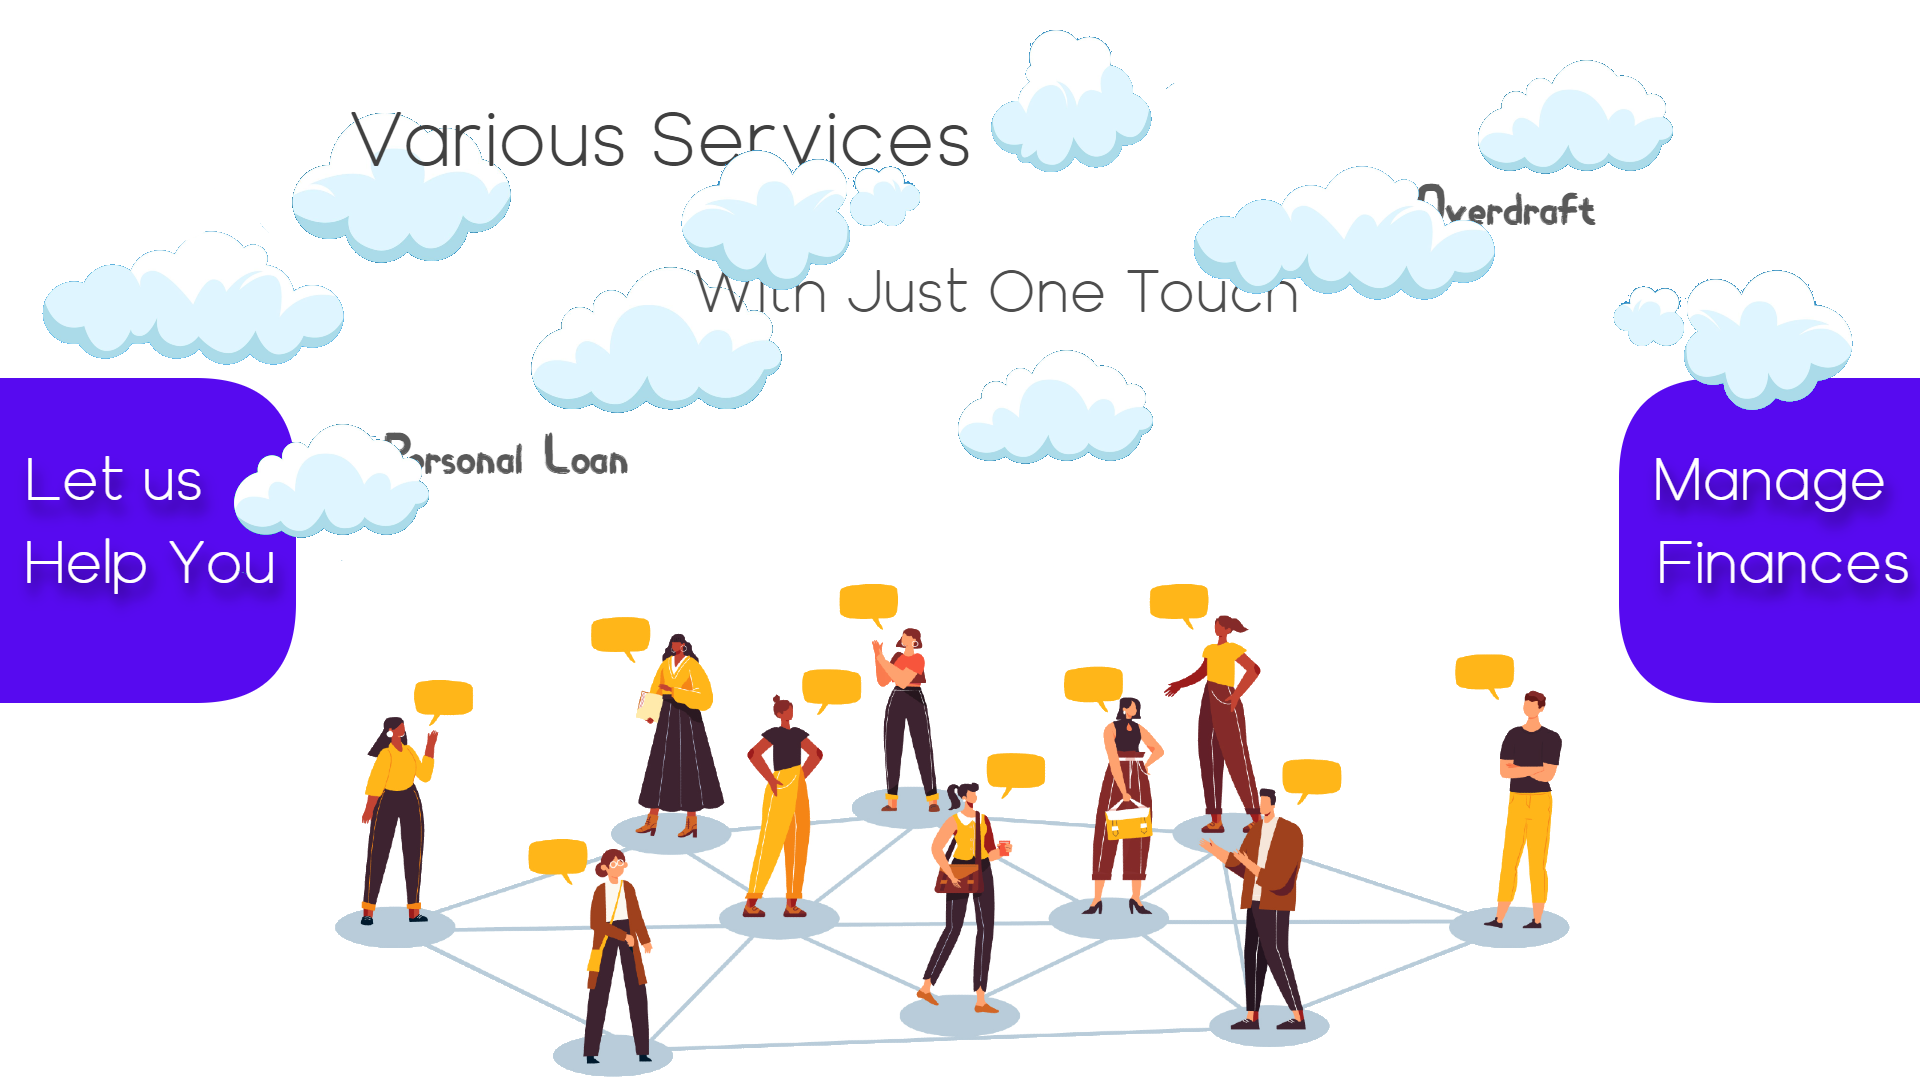 Various Services
Overdraft
With Just One Touch
Personal Loan
Let us
Help You
Manage
Finances